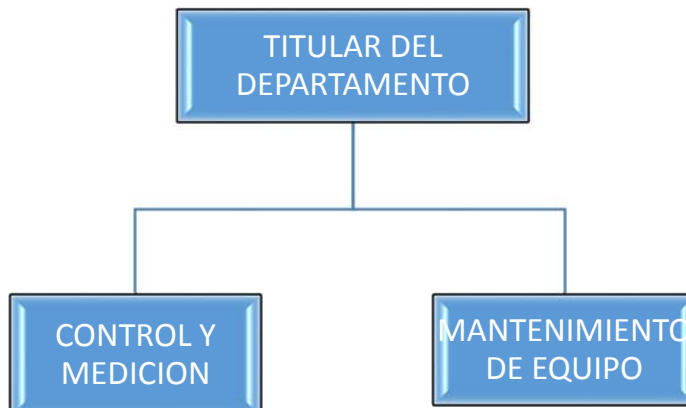 TITULAR DEL
DEPARTAMENTO
CONTROL Y
MEDICION
MANTENIMIENTO
DE EQUIPO